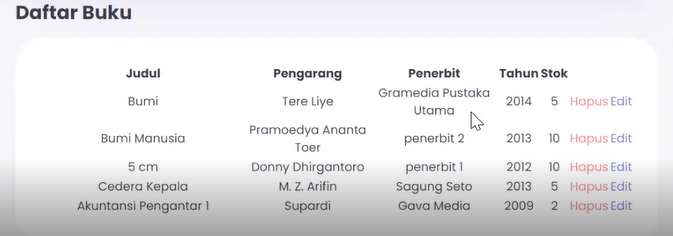 Daftar Buku
Judul Pengarang Penerbit Tahun Stok
Bumi Tere Liye Gramedia Pustaka Utama 2014 5 Hapus Edit
Bumi Manusia Pramoedya Ananta Toer penerbit 2 2013 10 Hapus Edit
5 cm Donny Dhirgantoro penerbit 1 2012 10 Hapus Edit
Cedera Kepala M. Z. Arifin Sagung Seto 2013 5 Hapus Edit
Akuntansi Pengantar 1 Supardi Gava Media 2009 2 Hapus Edit